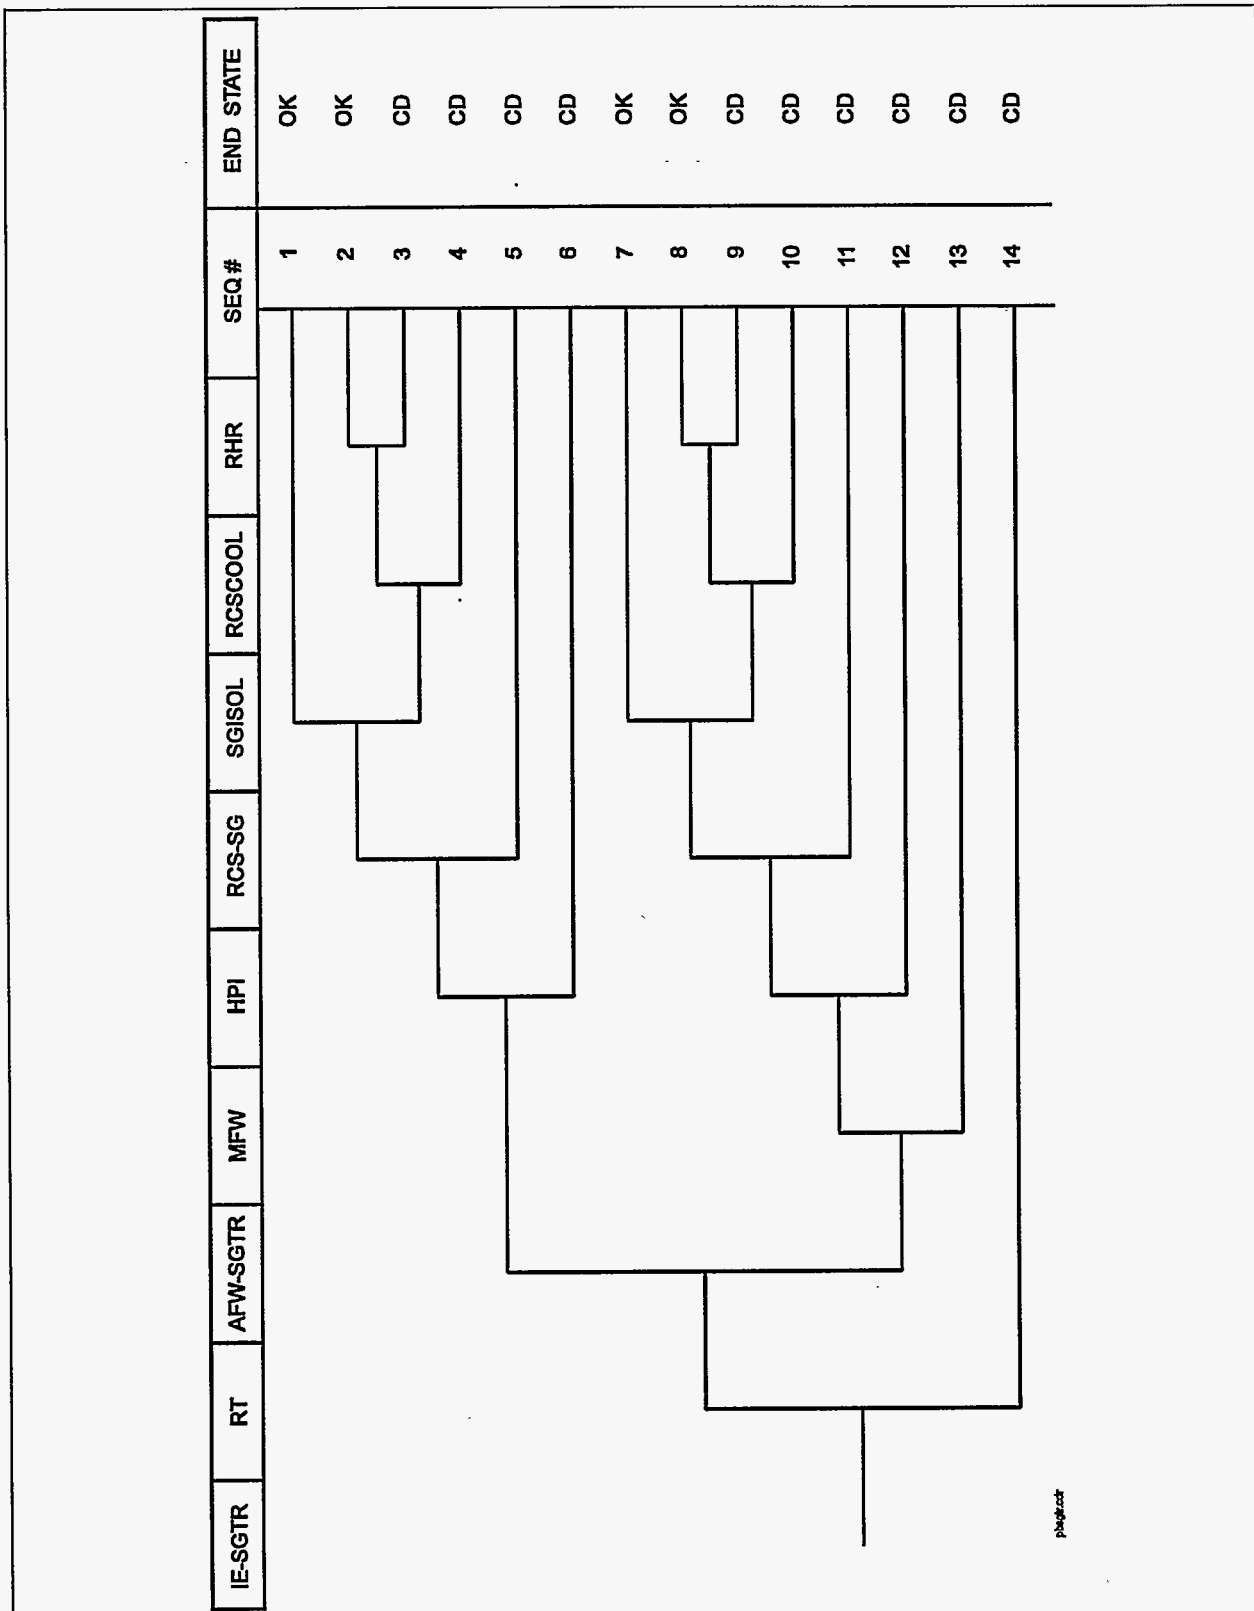 IE-SGTR RT AFW-SGTR MFW HPI RCS-SG SGISOL RCSCOOL RHR SEQ# END STATE
1 OK
2 OK
3 CD
4 CD
5 CD
6 CD
7 OK
8 OK
9 CD
10 CD
11 CD
12 CD
13 CD
14 CD
pbsgtr.cdr